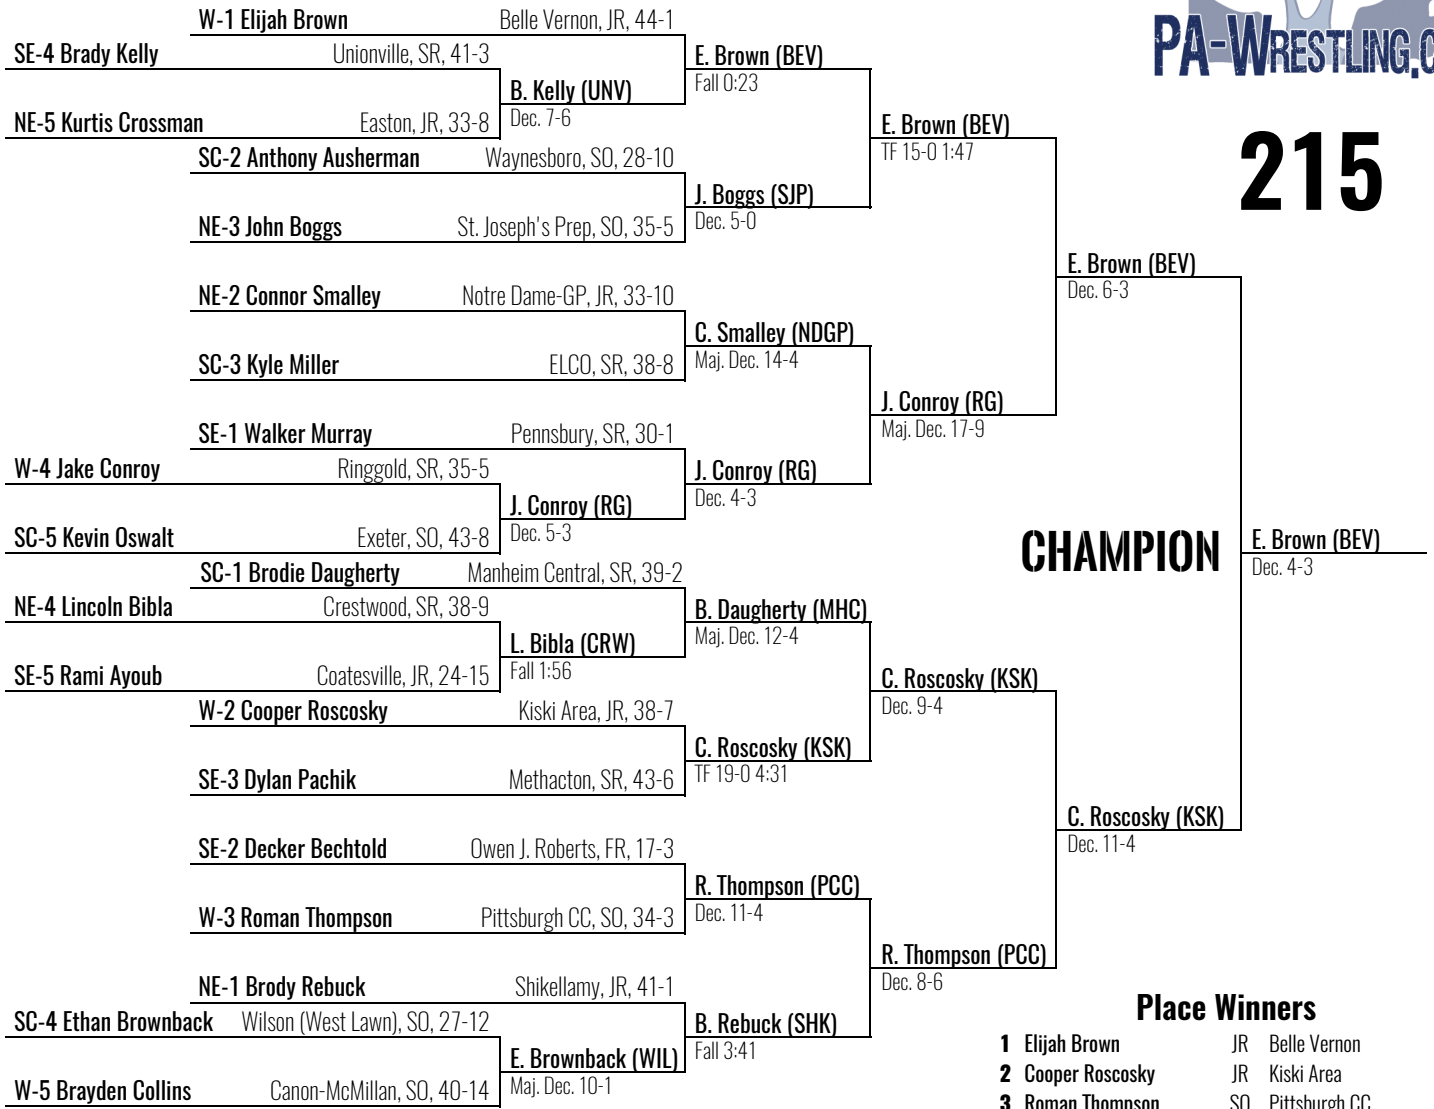 W-1 Elijah Brown Belle Vernon, JR, 44-1
SE-4 Brady Kelly Unionville, SR, 41-3
E. Brown (BEV)
Fall 0:23
B. Kelly (UNV)
Dec. 7-6
NE-5 Kurtis Crossman Easton, JR, 33-8
E. Brown (BEV)
TF 15-0 1:47
SC-2 Anthony Ausherman Waynesboro, SO, 28-10
J. Boggs (SJP)
Dec. 5-0
NE-3 John Boggs St. Joseph's Prep, SO, 35-5
PA-WRESTLING.C
215
E. Brown (BEV)
Dec. 6-3
NE-2 Connor Smalley Notre Dame-GP, JR, 33-10
C. Smalley (NDGP)
Maj. Dec. 14-4
SC-3 Kyle Miller ELCO, SR, 38-8
J. Conroy (RG)
Maj. Dec. 17-9
SE-1 Walker Murray Pennsbury, SR, 30-1
W-4 Jake Conroy Ringgold, SR, 35-5
J. Conroy (RG)
Dec. 4-3
J. Conroy (RG)
Dec. 5-3
SC-5 Kevin Oswalt Exeter, SO, 43-8
CHAMPION
E. Brown (BEV)
Dec. 4-3
SC-1 Brodie Daugherty Manheim Central, SR, 39-2
NE-4 Lincoln Bibla Crestwood, SR, 38-9
B. Daugherty (MHC)
Maj. Dec. 12-4
L. Bibla (CRW)
Fall 1:56
SE-5 Rami Ayoub Coatesville, JR, 24-15
C. Roscosky (KSK)
Dec. 9-4
W-2 Cooper Roscosky Kiski Area, JR, 38-7
C. Roscosky (KSK)
TF 19-0 4:31
SE-3 Dylan Pachik Methacton, SR, 43-6
C. Roscosky (KSK)
Dec. 11-4
SE-2 Decker Bechtold Owen J. Roberts, FR, 17-3
R. Thompson (PCC)
Dec. 11-4
W-3 Roman Thompson Pittsburgh CC, SO, 34-3
R. Thompson (PCC)
Dec. 8-6
NE-1 Brody Rebuck Shikellamy, JR, 41-1
SC-4 Ethan Brownback Wilson (West Lawn), SO, 27-12
B. Rebuck (SHK)
Fall 3:41
E. Brownback (WIL)
Maj. Dec. 10-1
W-5 Brayden Collins Canon-McMillan, SO, 40-14
Place Winners
1 Elijah Brown JR Belle Vernon
2 Cooper Roscosky JR Kiski Area
3 Roman Thompson SO Pittsburgh CC